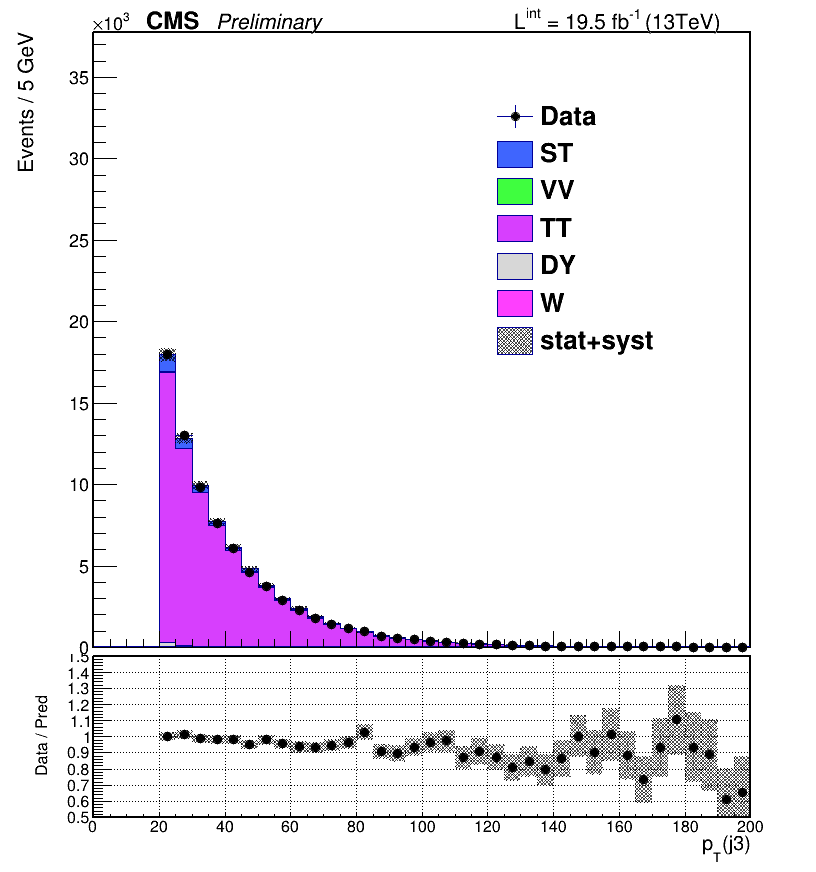 ×10³ CMS Preliminary L^int = 19.5 fb⁻¹ (13TeV)
Events / 5 GeV
35
30
25
20
15
10
5
0
Data
ST
VV
TT
DY
W
stat+syst
Data / Pred
1.5
1.4
1.3
1.2
1.1
1
0.9
0.8
0.7
0.6
0.5
0 20 40 60 80 100 120 140 160 180 200
p_T(j3)